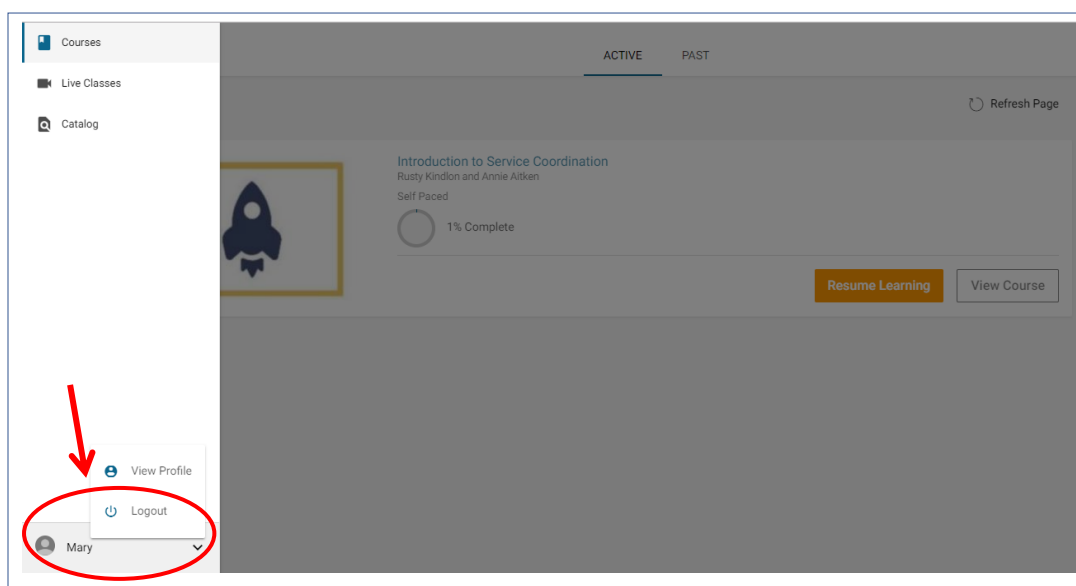 Courses
Live Classes
Catalog
ACTIVE PAST
Refresh Page
Introduction to Service Coordination
Rusty Kindlon and Annie Aitken
Self Paced
1% Complete
Resume Learning View Course
View Profile
Logout
Mary